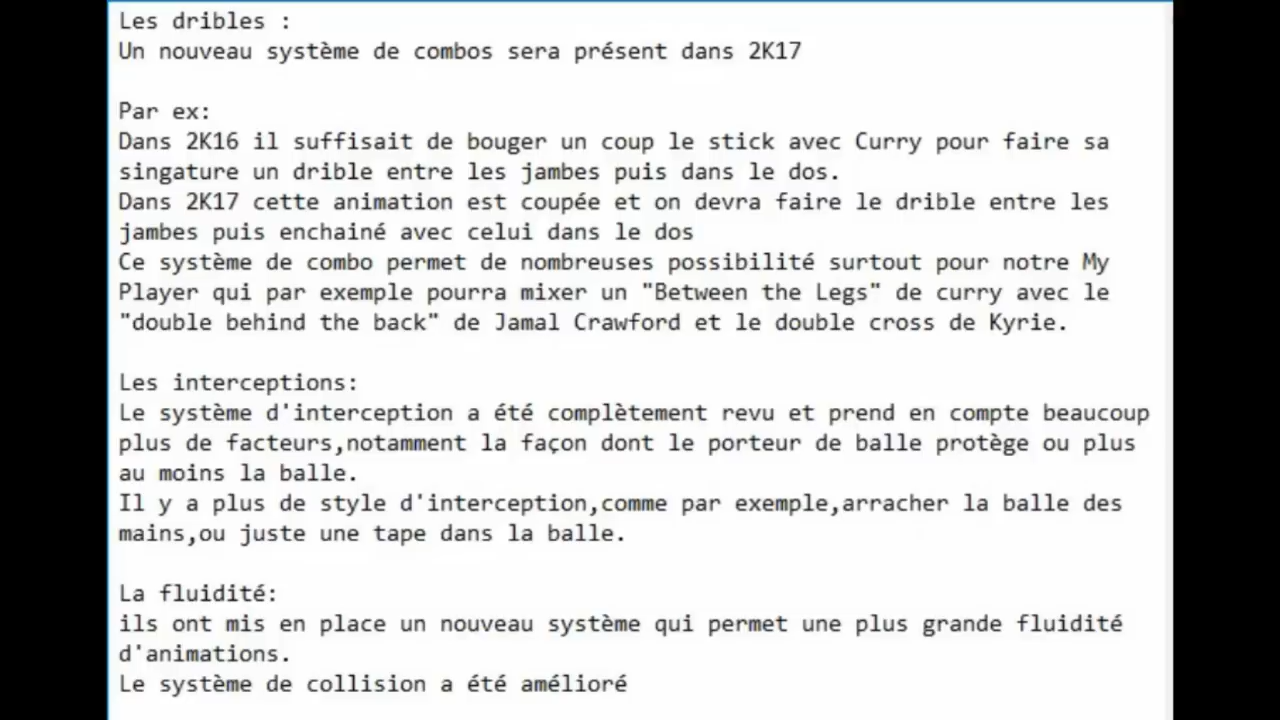 Les dribles :
Un nouveau système de combos sera présent dans 2K17
Par ex:
Dans 2K16 il suffisait de bouger un coup le stick avec Curry pour faire sa
singature un drible entre les jambes puis dans le dos.
Dans 2K17 cette animation est coupée et on devra faire le drible entre les
jambes puis enchainé avec celui dans le dos
Ce système de combo permet de nombreuses possibilité surtout pour notre My
Player qui par exemple pourra mixer un "Between the Legs" de curry avec le
"double behind the back" de Jamal Crawford et le double cross de Kyrie.
Les interceptions:
Le système d'interception a été complètement revu et prend en compte beaucoup
plus de facteurs,notamment la façon dont le porteur de balle protège ou plus
au moins la balle.
Il y a plus de style d'interception,comme par exemple,arracher la balle des
mains,ou juste une tape dans la balle.
La fluidité:
ils ont mis en place un nouveau système qui permet une plus grande fluidité
d'animations.
Le système de collision a été amélioré